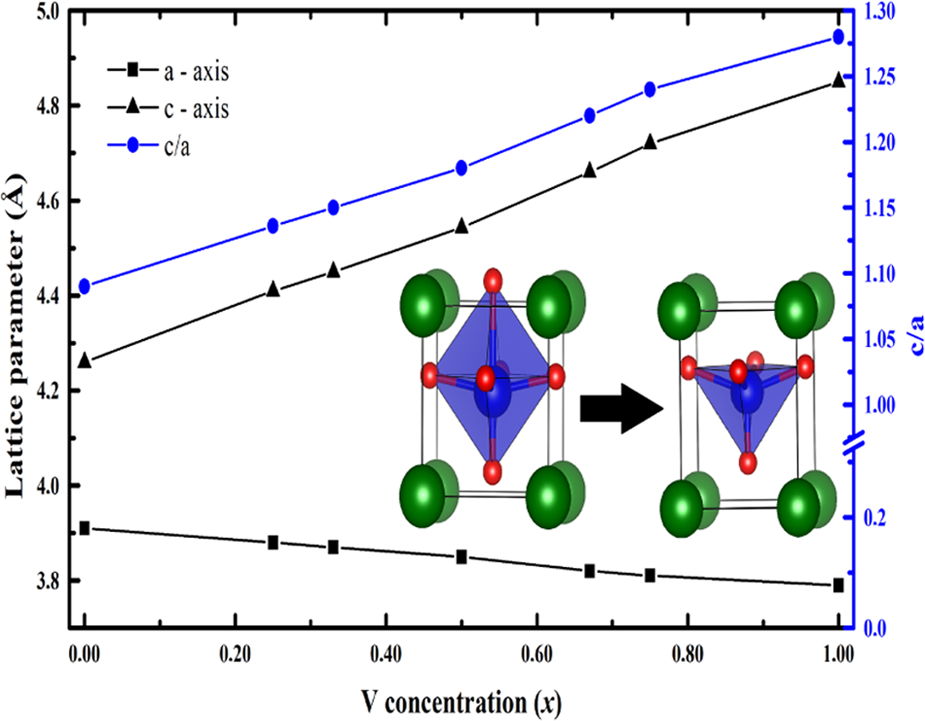 5.0
4.8
4.6
4.4
4.2
4.0
3.8
Lattice parameter (Å)
a - axis
c - axis
c/a
1.30
1.25
1.20
1.15
1.10
1.05
1.00
0.2
0.0
c/a
0.00 0.20 0.40 0.60 0.80 1.00
V concentration (x)